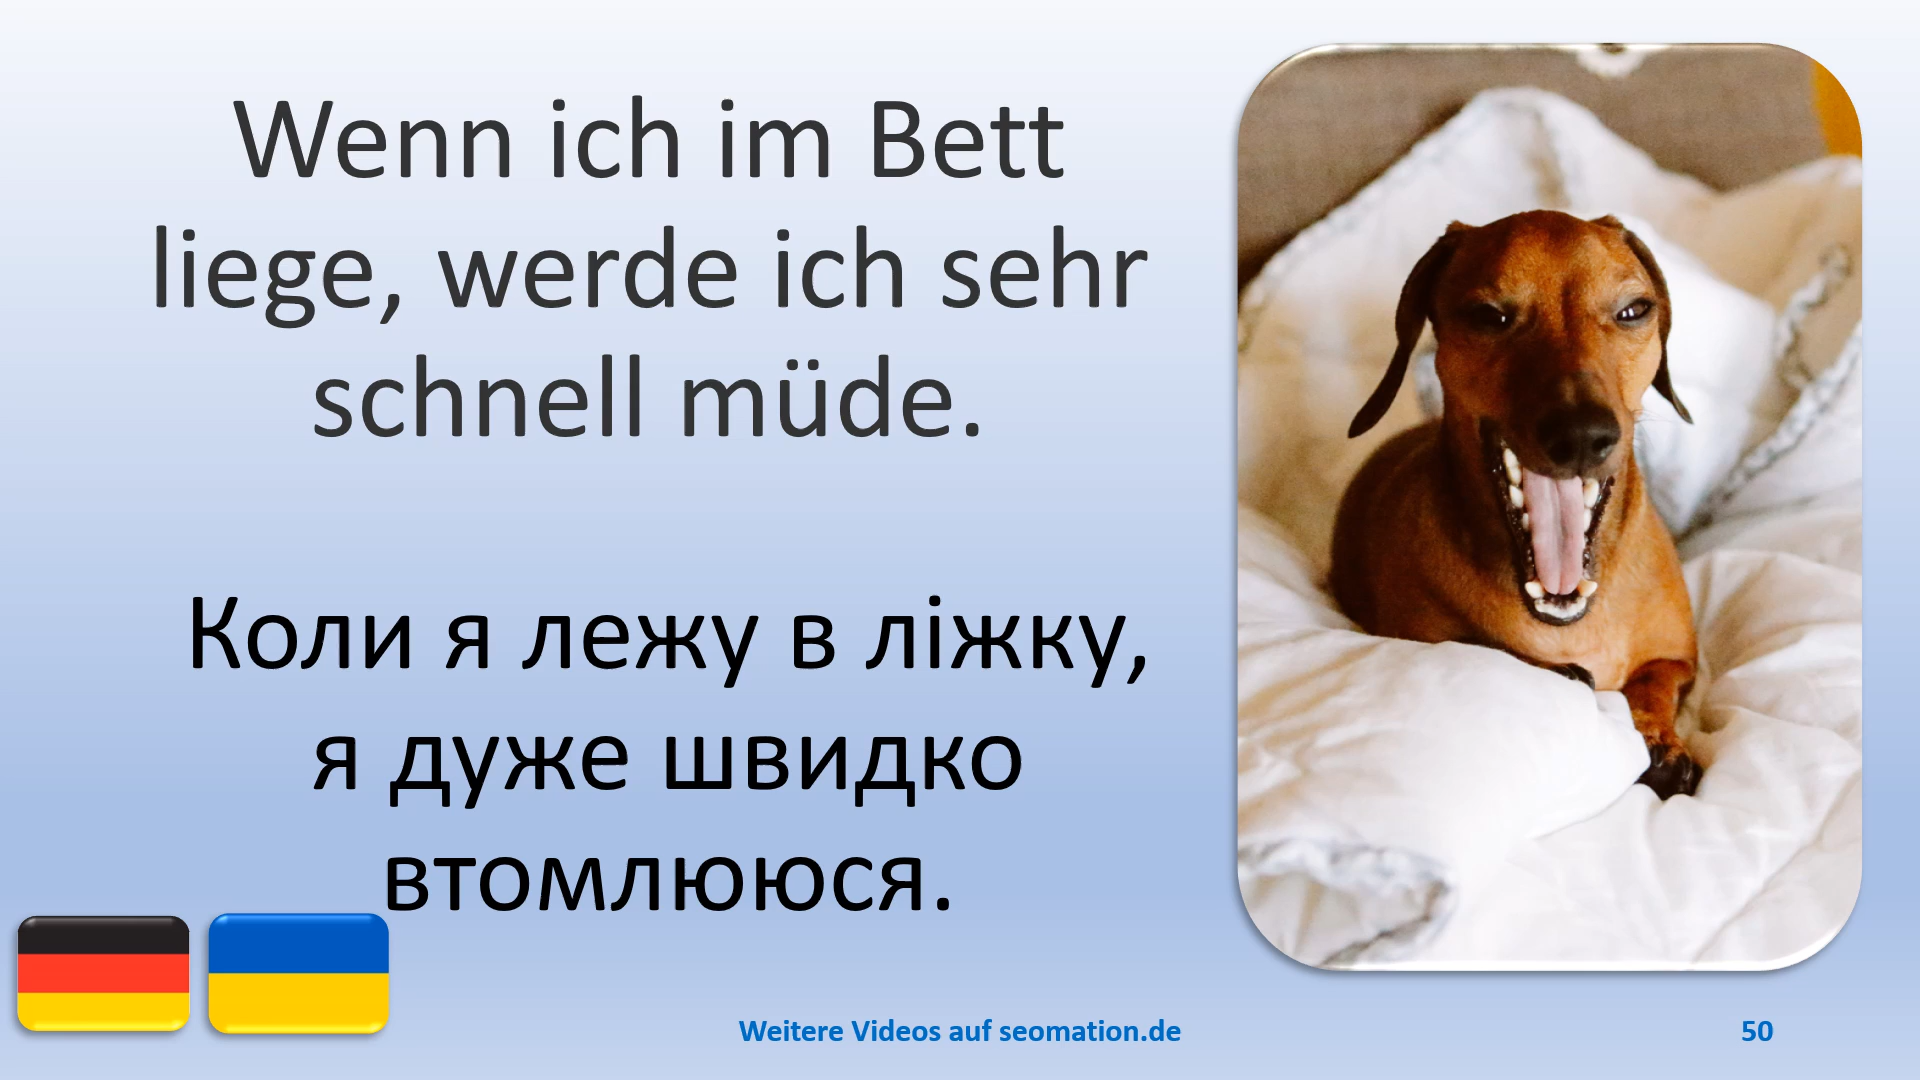 Wenn ich im Bett
liege, werde ich sehr
schnell müde.
Коли я лежу в ліжку,
я дуже швидко
втомлююся.
Weitere Videos auf seomation.de
50